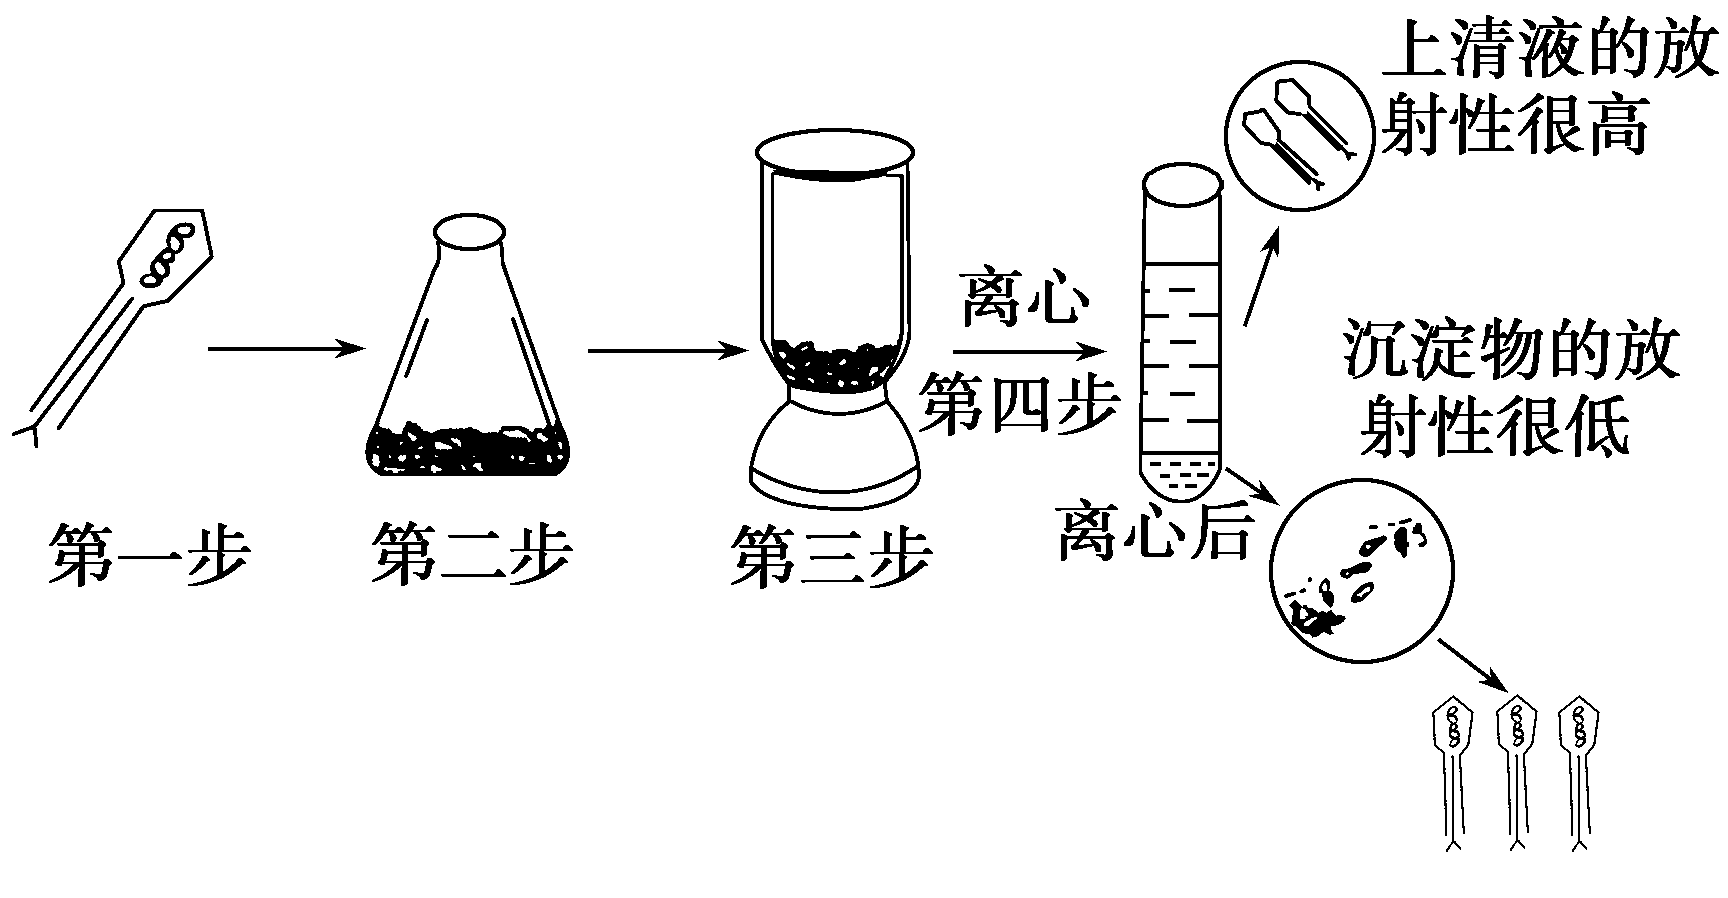 上清液的放
射性很高
离心
第四步
沉淀物的放
射性很低
离心后
第一步
第二步
第三步